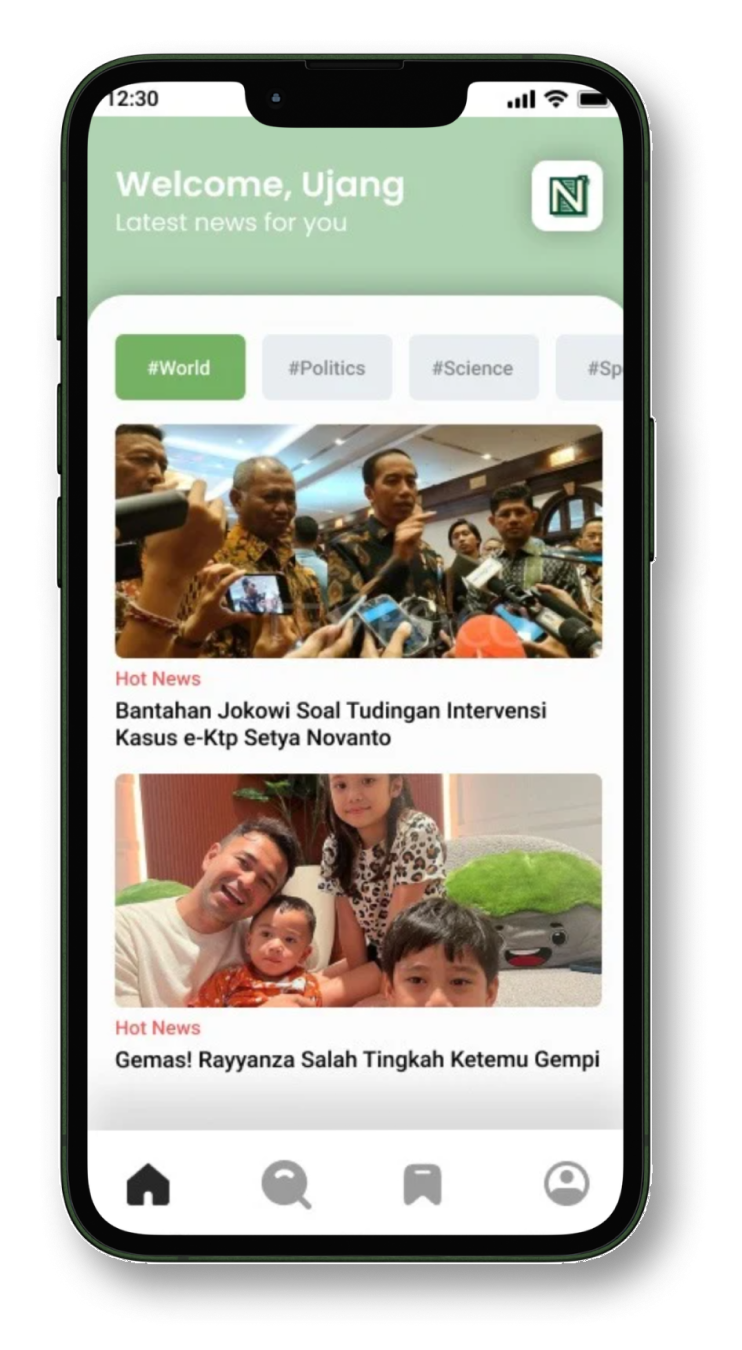 12:30
Welcome, Ujang
Latest news for you
N
#World
#Politics
#Science
#Sp
Hot News
Bantahan Jokowi Soal Tudingan Intervensi
Kasus e-Ktp Setya Novanto
Hot News
Gemas! Rayyanza Salah Tingkah Ketemu Gempi